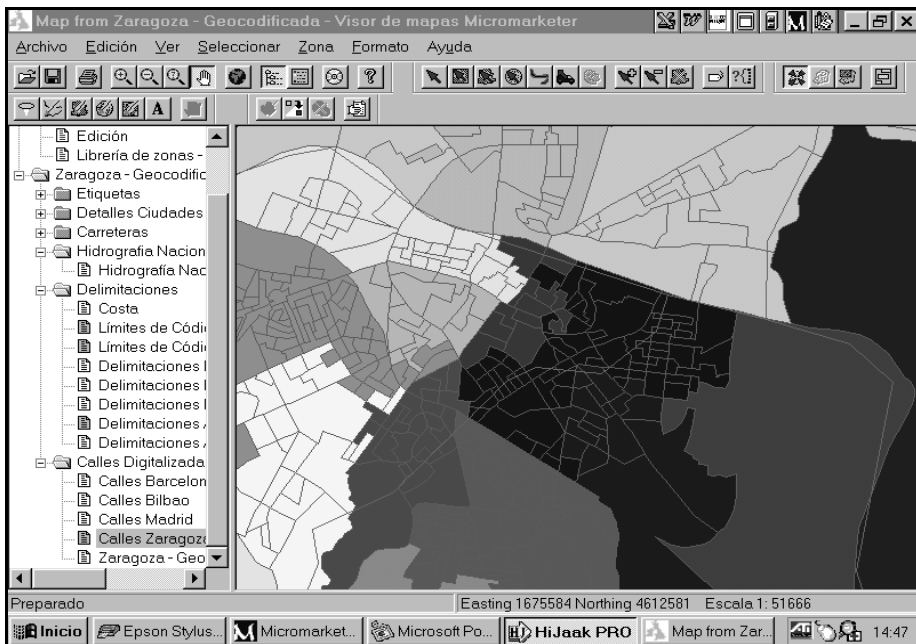 Map from Zaragoza - Geocodificada - Visor de mapas Micromarketer
Archivo Edición Ver Seleccionar Zona Formato Ayuda
Edición
Librería de zonas -
Zaragoza - Geocodific
Etiquetas
Detalles Ciudades
Carreteras
Hidrografia Nacion
Hidrografía Nac
Delimitaciones
Costa
Límites de Códi
Límites de Códi
Delimitaciones I
Delimitaciones I
Delimitaciones I
Delimitaciones
Delimitaciones
Calles Digitalizada
Calles Barcelon
Calles Bilbao
Calles Madrid
Calles Zaragoza
Zaragoza - Geo
Preparado
Easting 1675584 Northing 4612581 Escala 1: 51666
Inicio Epson Stylus... Micromarket... Microsoft Po... HiJaak PRO Map from Zar... 14:47